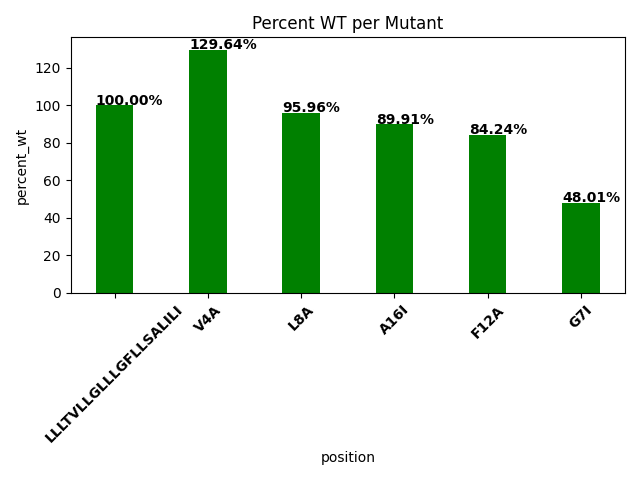 Percent WT per Mutant
percent_wt
120
100
80
60
40
20
0
100.00%
129.64%
95.96%
89.91%
84.24%
48.01%
LLLTVLLGLLLGFLLSALILI
V4A
L8A
A16I
F12A
G7I
position